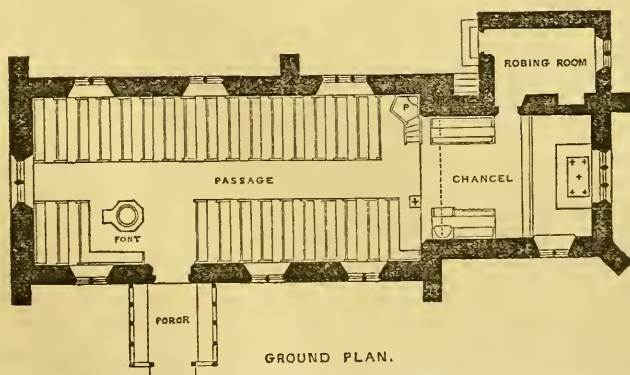 ROBING ROOM
P
PASSAGE
CHANCEL
FONT
PORCH
GROUND PLAN.